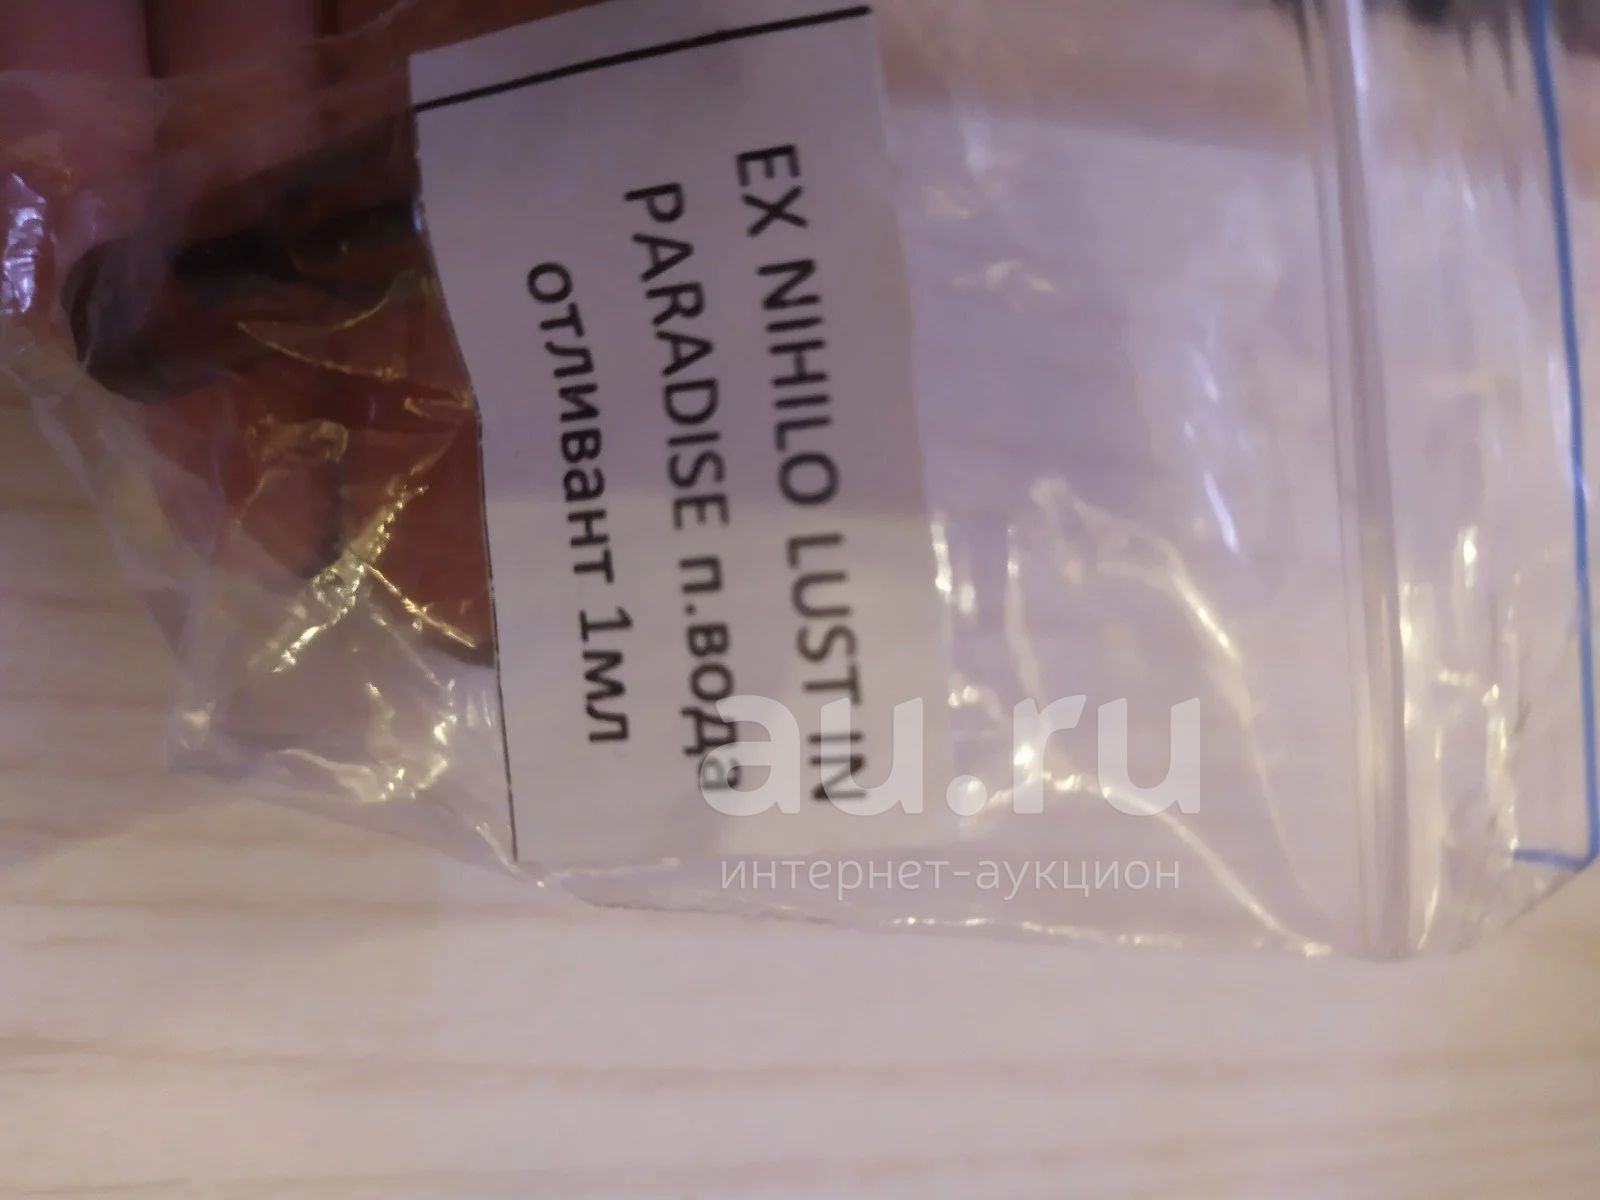 EX NIHILO LUST IN
PARADISE п.вода
отливант 1мл
au.ru
интернет-аукцион